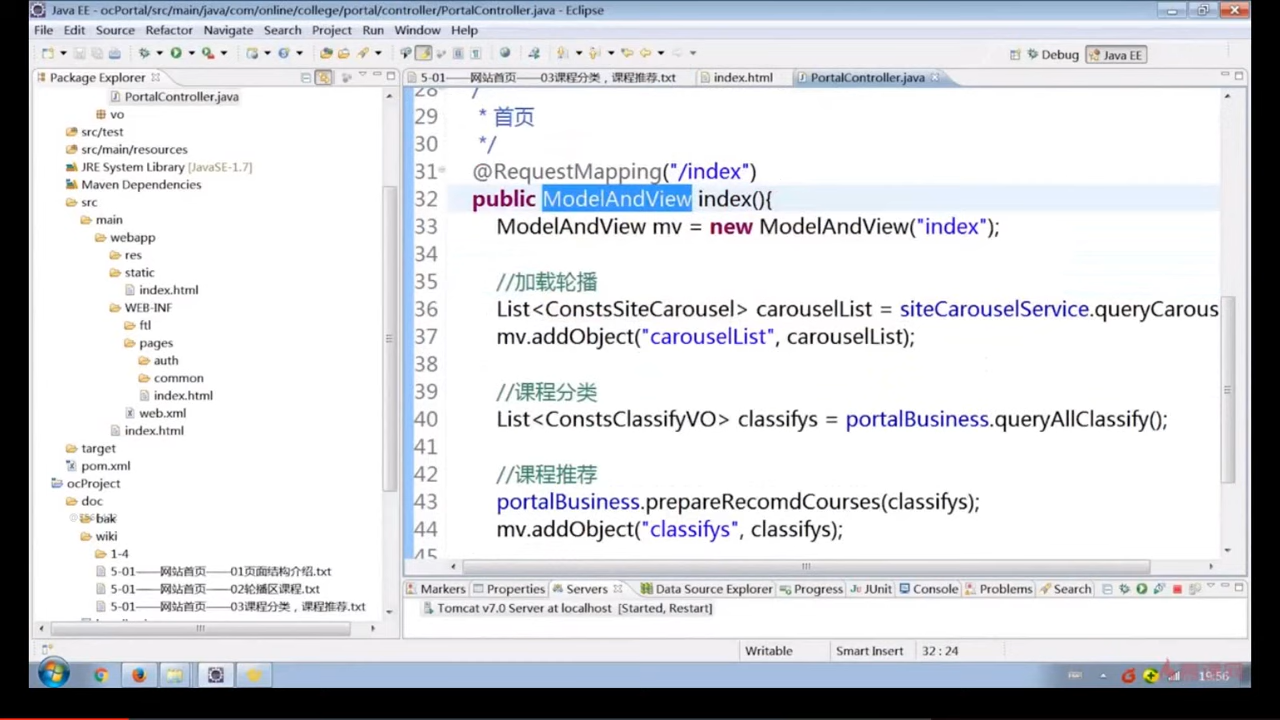 Java EE - ocPortal/src/main/java/com/online/college/portal/controller/PortalController.java - Eclipse
File Edit Source Refactor Navigate Search Project Run Window Help
Debug Java EE
Package Explorer
PortalController.java
vo
src/test
src/main/resources
JRE System Library [JavaSE-1.7]
Maven Dependencies
src
main
webapp
res
static
index.html
WEB-INF
ftl
pages
auth
common
index.html
web.xml
index.html
target
pom.xml
ocProject
doc
bak
wiki
1-4
5-01——网站首页——01页面结构介绍.txt
5-01——网站首页——02轮播区课程.txt
5-01——网站首页——03课程分类，课程推荐.txt
5-01——网站首页——03课程分类，课程推荐.txt index.html PortalController.java
28 /
29 * 首页
30 */
31 @RequestMapping("/index")
32 public ModelAndView index(){
33 ModelAndView mv = new ModelAndView("index");
34
35 //加载轮播
36 List<ConstsSiteCarousel> carouselList = siteCarouselService.queryCarous
37 mv.addObject("carouselList", carouselList);
38
39 //课程分类
40 List<ConstsClassifyVO> classifys = portalBusiness.queryAllClassify();
41
42 //课程推荐
43 portalBusiness.prepareRecomdCourses(classifys);
44 mv.addObject("classifys", classifys);
45
Markers Properties Servers Data Source Explorer Progress JUnit Console Problems Search
Tomcat v7.0 Server at localhost [Started, Restart]
Writable Smart Insert 32 : 24
19:56